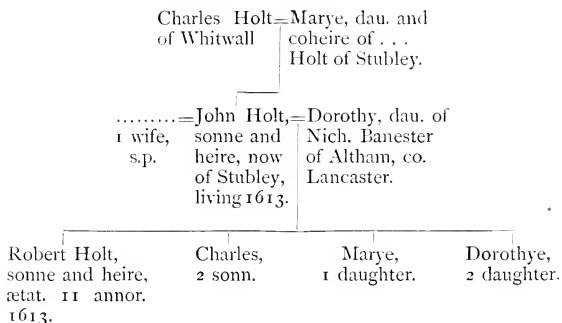 Charles Holt=Marye, dau. and
of Whitwall coheire of . . .
Holt of Stubley.
.........=John Holt,=Dorothy, dau. of
1 wife, sonne and Nich. Banester
s.p. heire, now of Altham, co.
of Stubley, Lancaster.
living 1613.
Robert Holt, Charles, Marye, Dorothye,
sonne and heire, 2 sonn. 1 daughter. 2 daughter.
ætat. 11 annor.
1613.